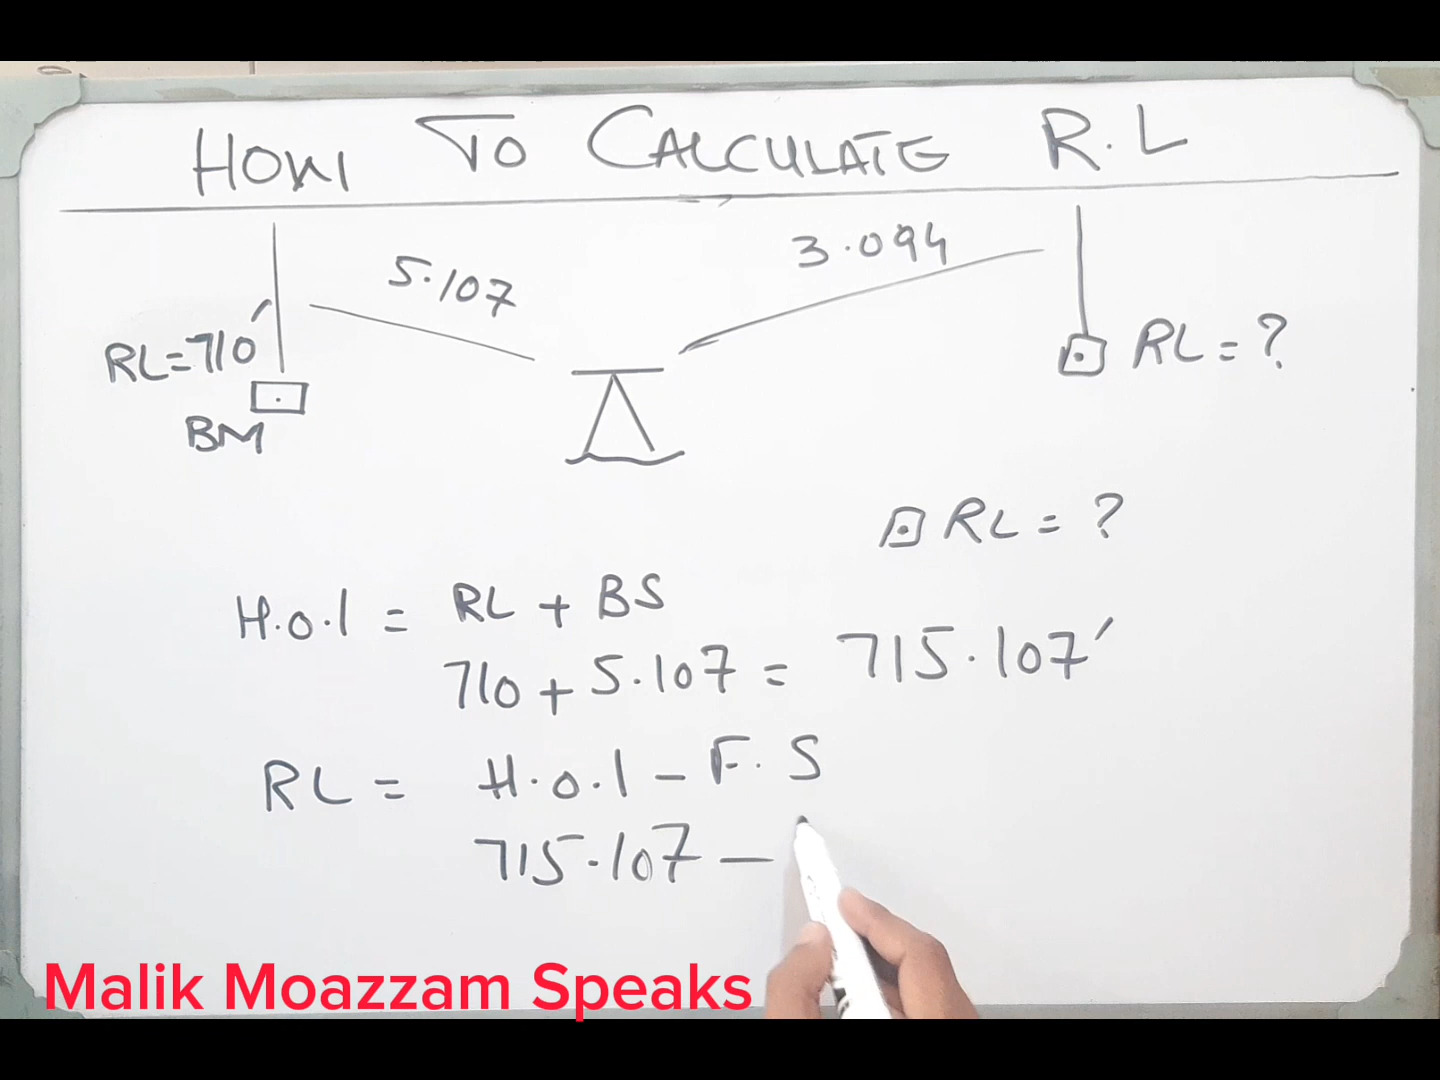 HOW TO CALCULATE R.L
5.107
3.094
RL=710'
BM
RL = ?
RL = ?
H.O.I = RL + BS
710 + 5.107 = 715.107'
RL = H.O.I - F.S
715.107 -
Malik Moazzam Speaks